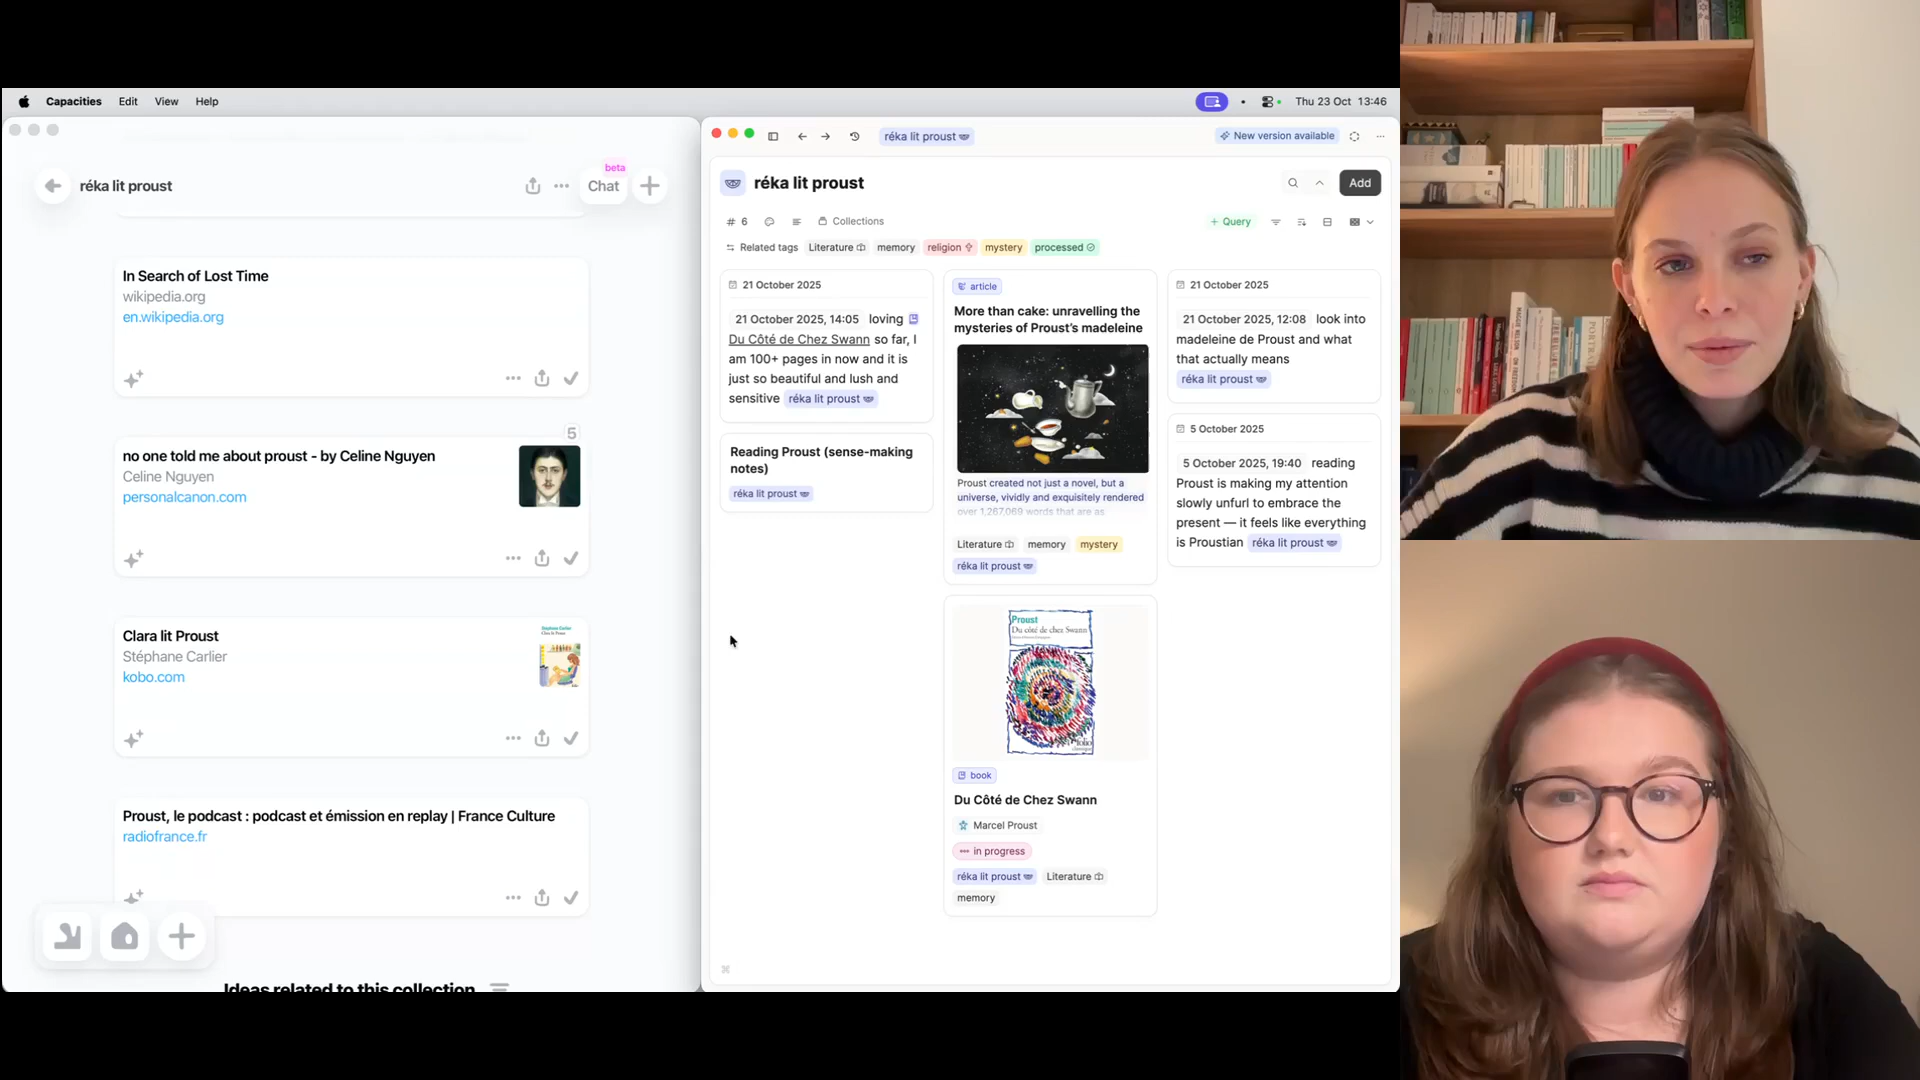 Capacities Edit View Help
Thu 23 Oct 13:46
réka lit proust
beta
Chat
In Search of Lost Time
wikipedia.org
en.wikipedia.org
5
no one told me about proust - by Celine Nguyen
Celine Nguyen
personalcanon.com
Clara lit Proust
Stéphane Carlier
kobo.com
Proust, le podcast : podcast et émission en replay | France Culture
radiofrance.fr
Ideas related to this collection
réka lit proust
New version available
réka lit proust
Add
# 6
Collections
+ Query
Related tags Literature memory religion mystery processed
21 October 2025
21 October 2025, 14:05 loving
Du Côté de Chez Swann so far, I
am 100+ pages in now and it is
just so beautiful and lush and
sensitive réka lit proust
Reading Proust (sense-making
notes)
réka lit proust
article
More than cake: unravelling the
mysteries of Proust's madeleine
Proust created not just a novel, but a
universe, vividly and exquisitely rendered
over 1,267,069 words that are as
Literature memory mystery
réka lit proust
Proust
Du côté de chez Swann
folio
book
Du Côté de Chez Swann
Marcel Proust
in progress
réka lit proust Literature
memory
21 October 2025
21 October 2025, 12:08 look into
madeleine de Proust and what
that actually means
réka lit proust
5 October 2025
5 October 2025, 19:40 reading
Proust is making my attention
slowly unfurl to embrace the
present — it feels like everything
is Proustian réka lit proust